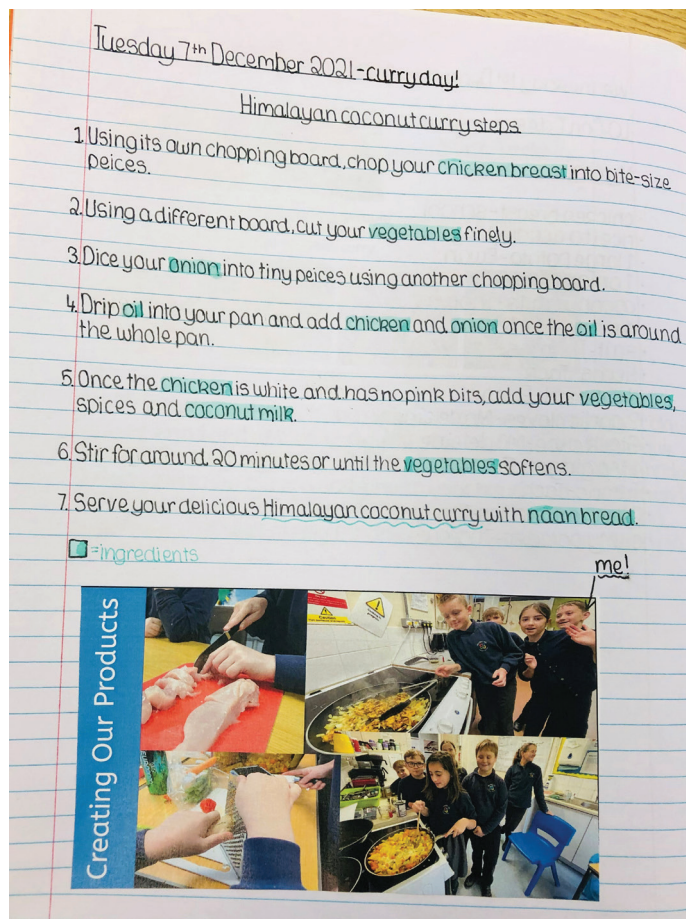 Tuesday 7th December 2021-curry day!
Himalayan coconut curry steps
1. Using its own chopping board, chop your chicken breast into bite-size
peices.
2. Using a different board, cut your vegetables finely.
3. Dice your onion into tiny peices using another chopping board.
4. Drip oil into your pan and add chicken and onion once the oil is around
the whole pan.
5. Once the chicken is white and has no pink bits, add your vegetables,
spices and coconut milk.
6. Stir for around 20 minutes or until the vegetables softens.
7. Serve your delicious Himalayan coconut curry with naan bread.
=ingredients
me!
Creating Our Products
Caution